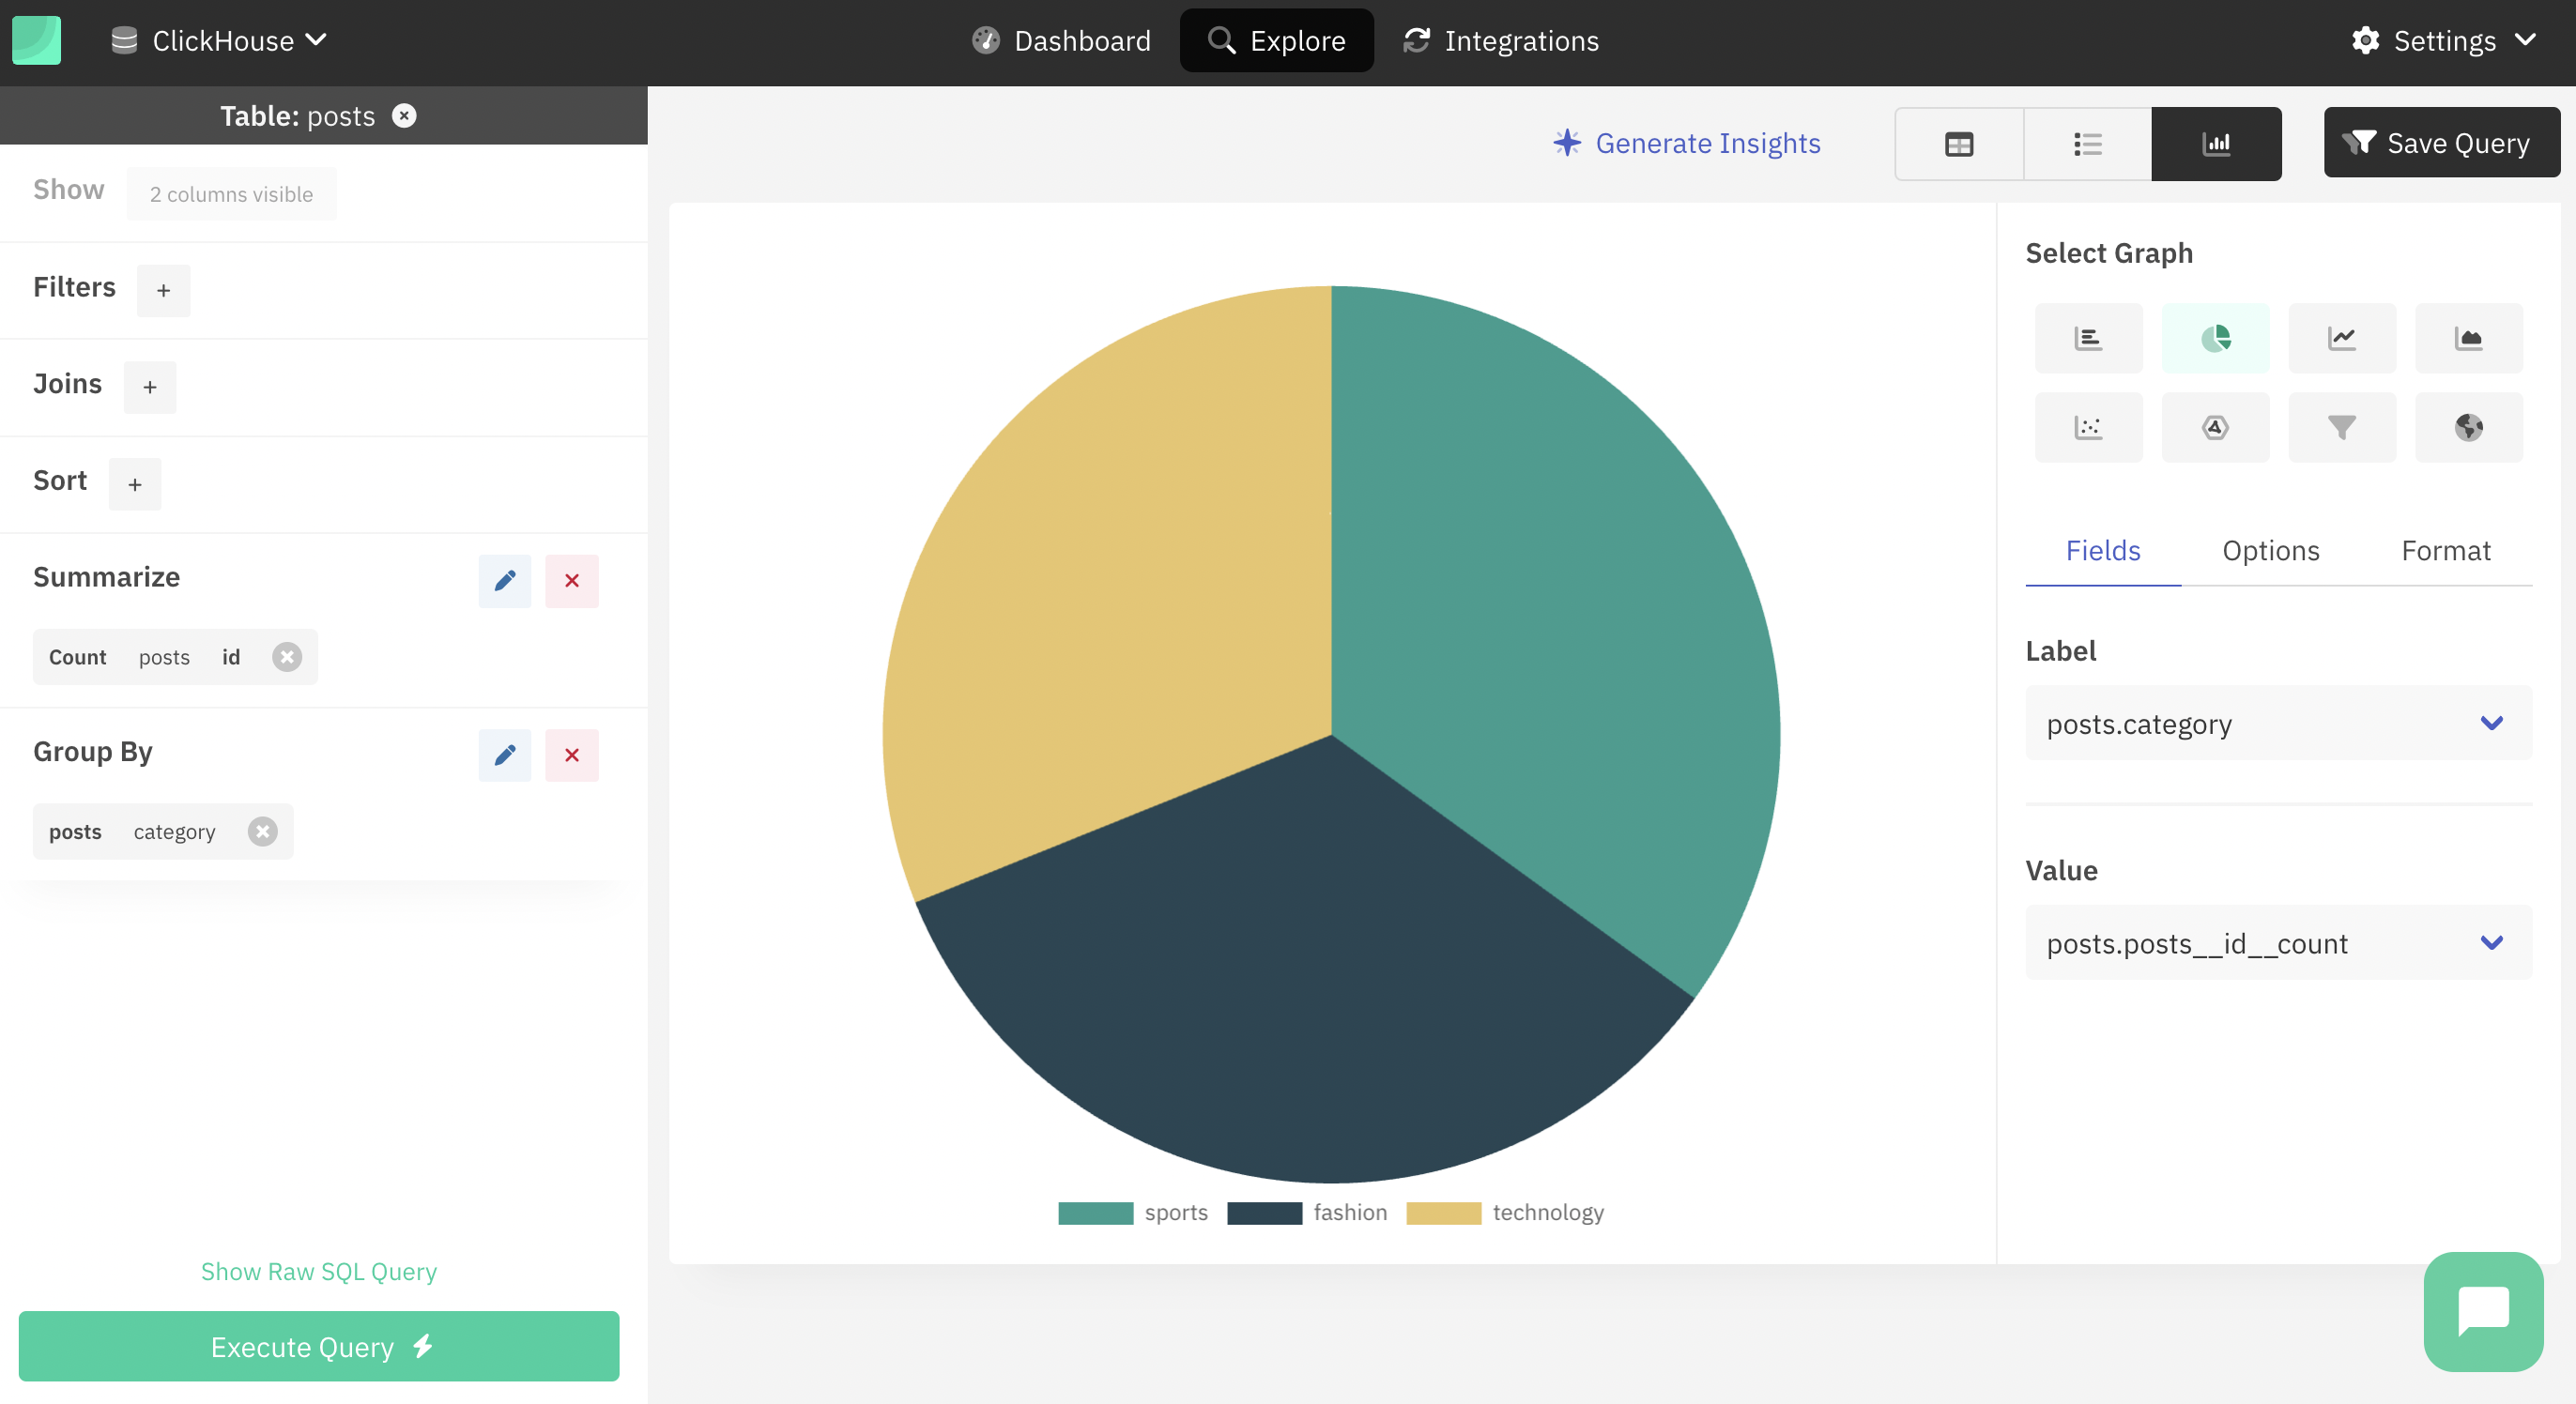 ClickHouse
Dashboard
Explore
Integrations
Settings
Table: posts
Show 2 columns visible
Filters +
Joins +
Sort +
Summarize
Count posts id
Group By
posts category
Show Raw SQL Query
Execute Query
Generate Insights
Save Query
sports fashion technology
Select Graph
Fields Options Format
Label
posts.category
Value
posts.posts__id__count